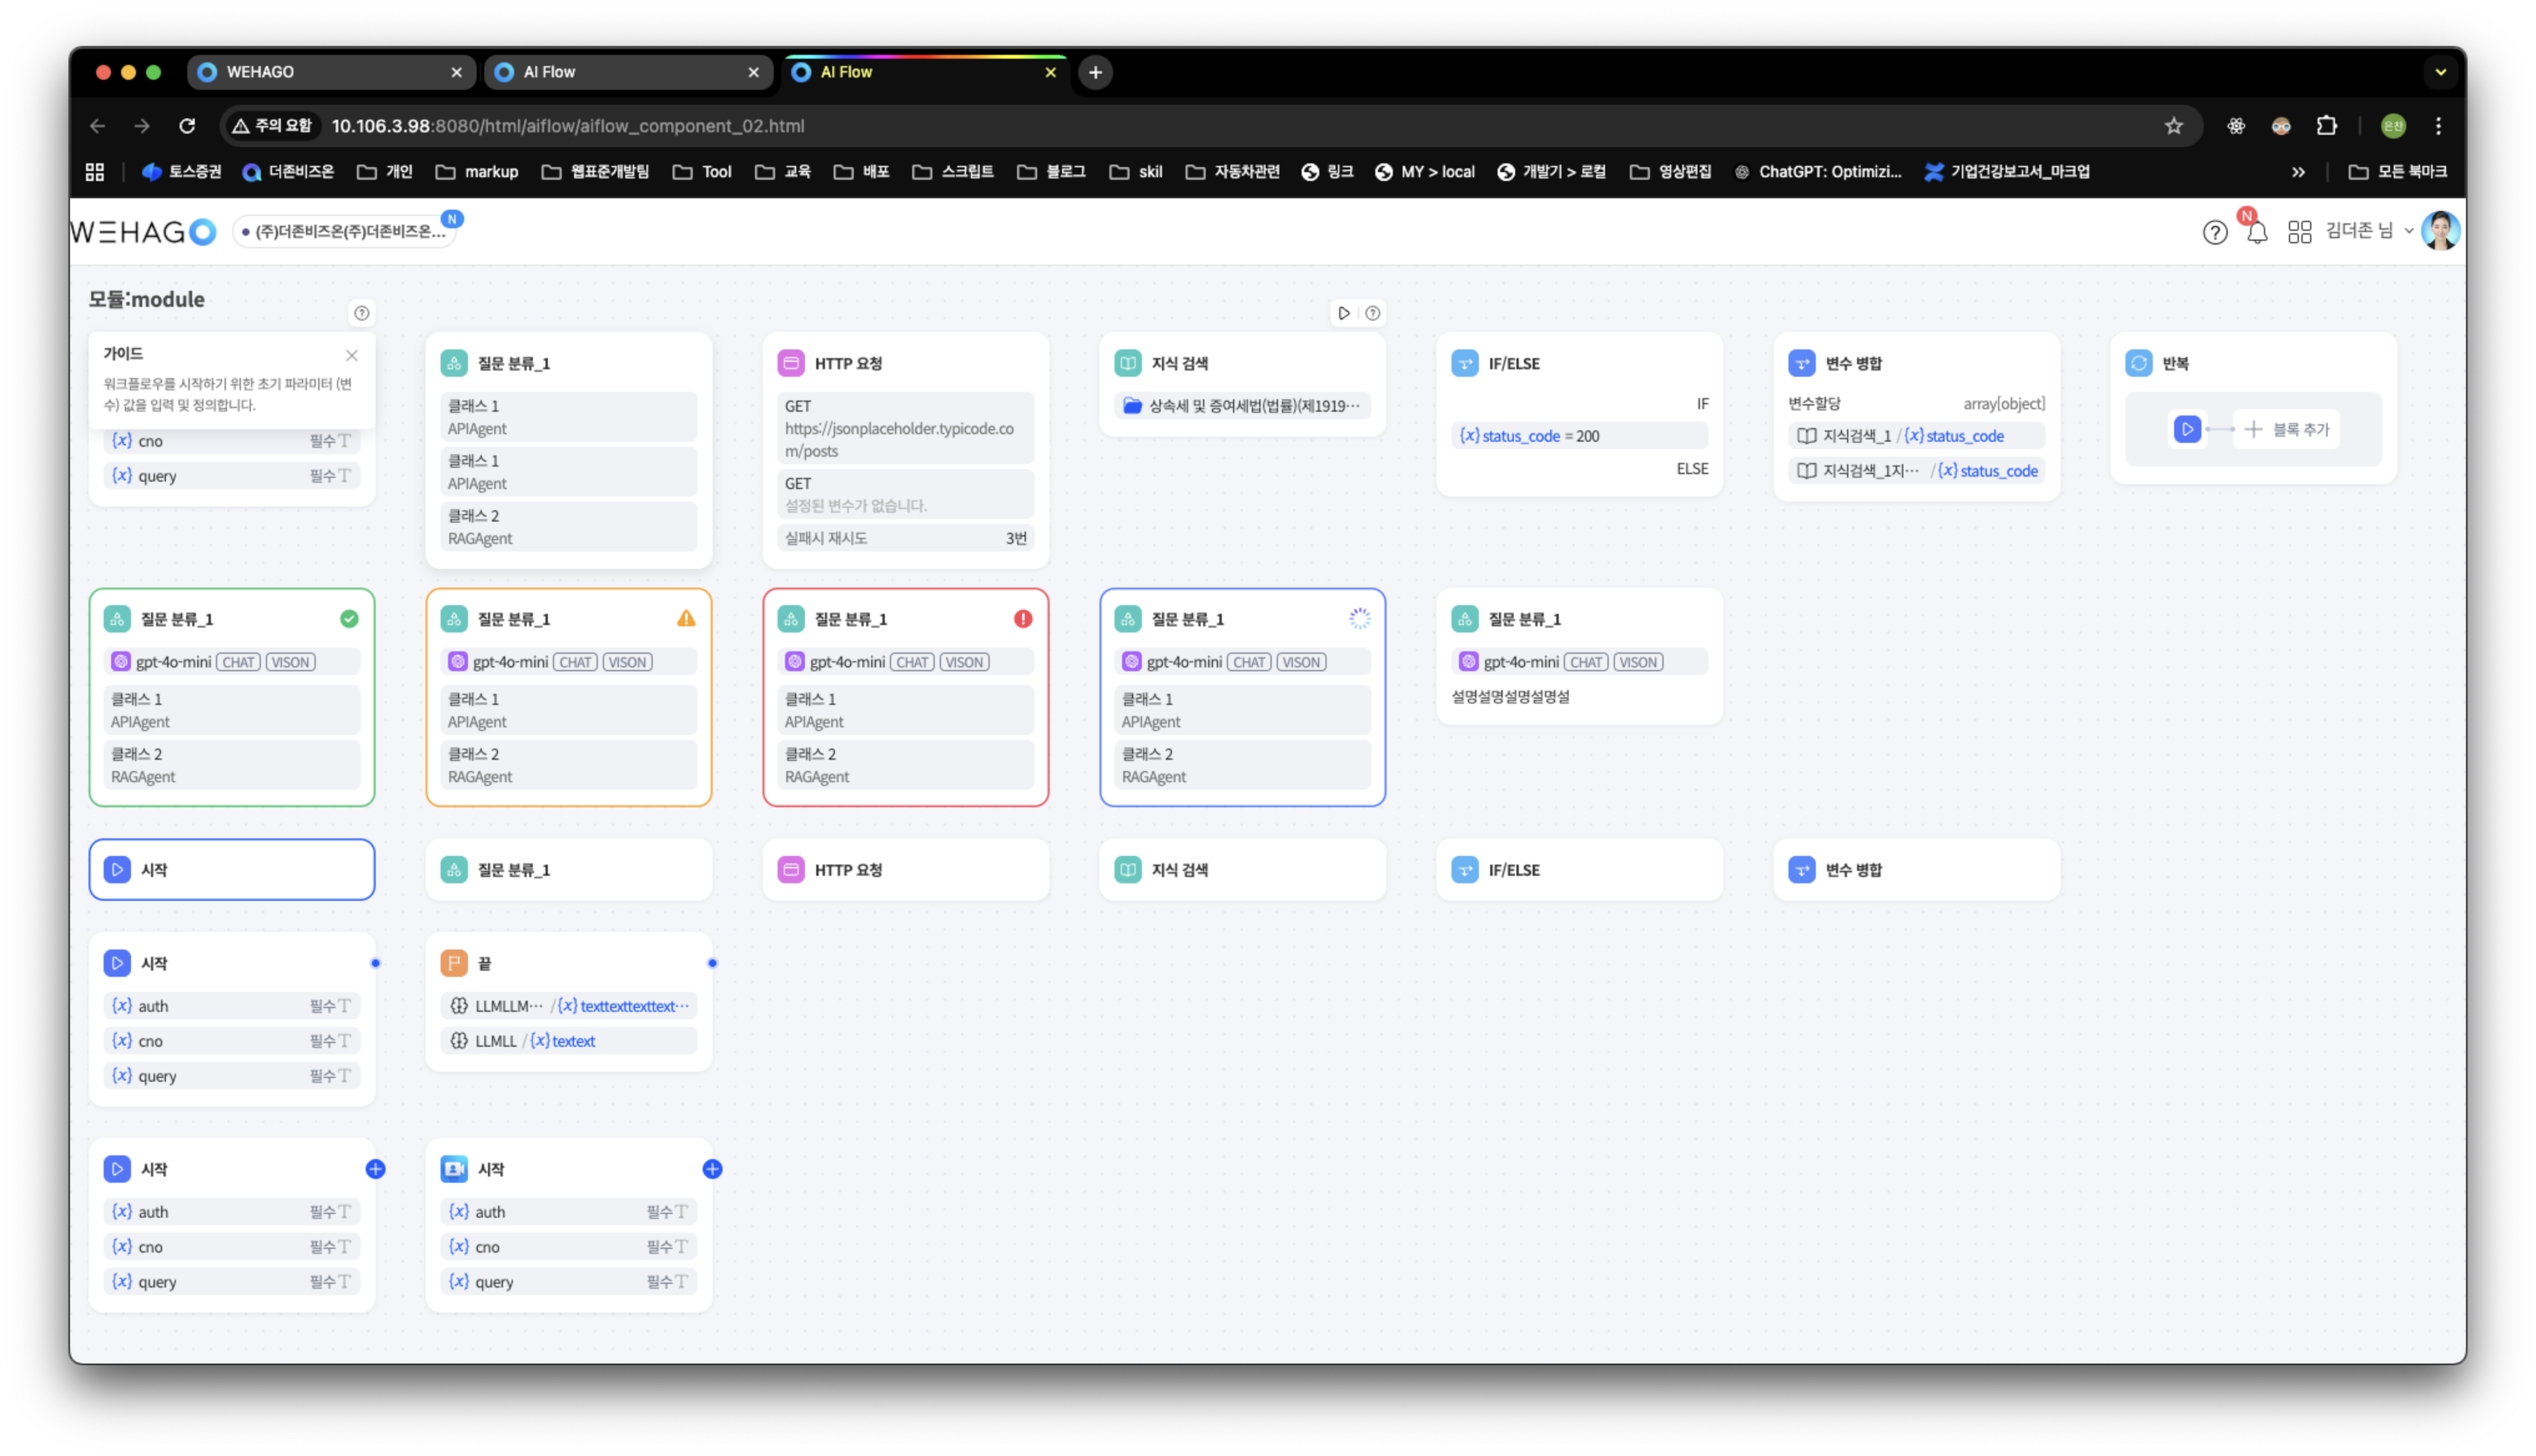 WEHAGO
AI Flow
AI Flow
주의 요함
10.106.3.98:8080/html/aiflow/aiflow_component_02.html
은찬
토스증권
더존비즈온
개인
markup
웹표준개발팀
Tool
교육
배포
스크립트
블로그
skil
자동차관련
링크
MY > local
개발기 > 로컬
영상편집
ChatGPT: Optimizi...
기업건강보고서_마크업
모든 북마크
WEHAGO
(주)더존비즈온(주)더존비즈온...
N
N
김더존 님
모듈:module
가이드
워크플로우를 시작하기 위한 초기 파라미터 (변
수) 값을 입력 및 정의합니다.
{x} cno 필수
{x} query 필수
질문 분류_1
클래스 1
APIAgent
클래스 1
APIAgent
클래스 2
RAGAgent
HTTP 요청
GET
https://jsonplaceholder.typicode.co
m/posts
GET
설정된 변수가 없습니다.
실패시 재시도 3번
지식 검색
상속세 및 증여세법(법률)(제1919…
IF/ELSE
IF
{x} status_code = 200
ELSE
변수 병합
변수할당 array[object]
지식검색_1 / {x} status_code
지식검색_1지… / {x} status_code
반복
블록 추가
질문 분류_1
gpt-4o-mini CHAT VISON
클래스 1
APIAgent
클래스 2
RAGAgent
질문 분류_1
gpt-4o-mini CHAT VISON
클래스 1
APIAgent
클래스 2
RAGAgent
질문 분류_1
gpt-4o-mini CHAT VISON
클래스 1
APIAgent
클래스 2
RAGAgent
질문 분류_1
gpt-4o-mini CHAT VISON
클래스 1
APIAgent
클래스 2
RAGAgent
질문 분류_1
gpt-4o-mini CHAT VISON
설명설명설명설명설
시작
질문 분류_1
HTTP 요청
지식 검색
IF/ELSE
변수 병합
시작
{x} auth 필수
{x} cno 필수
{x} query 필수
끝
LLMLLM… / {x} texttexttexttext…
LLMLL / {x} textext
시작
{x} auth 필수
{x} cno 필수
{x} query 필수
시작
{x} auth 필수
{x} cno 필수
{x} query 필수